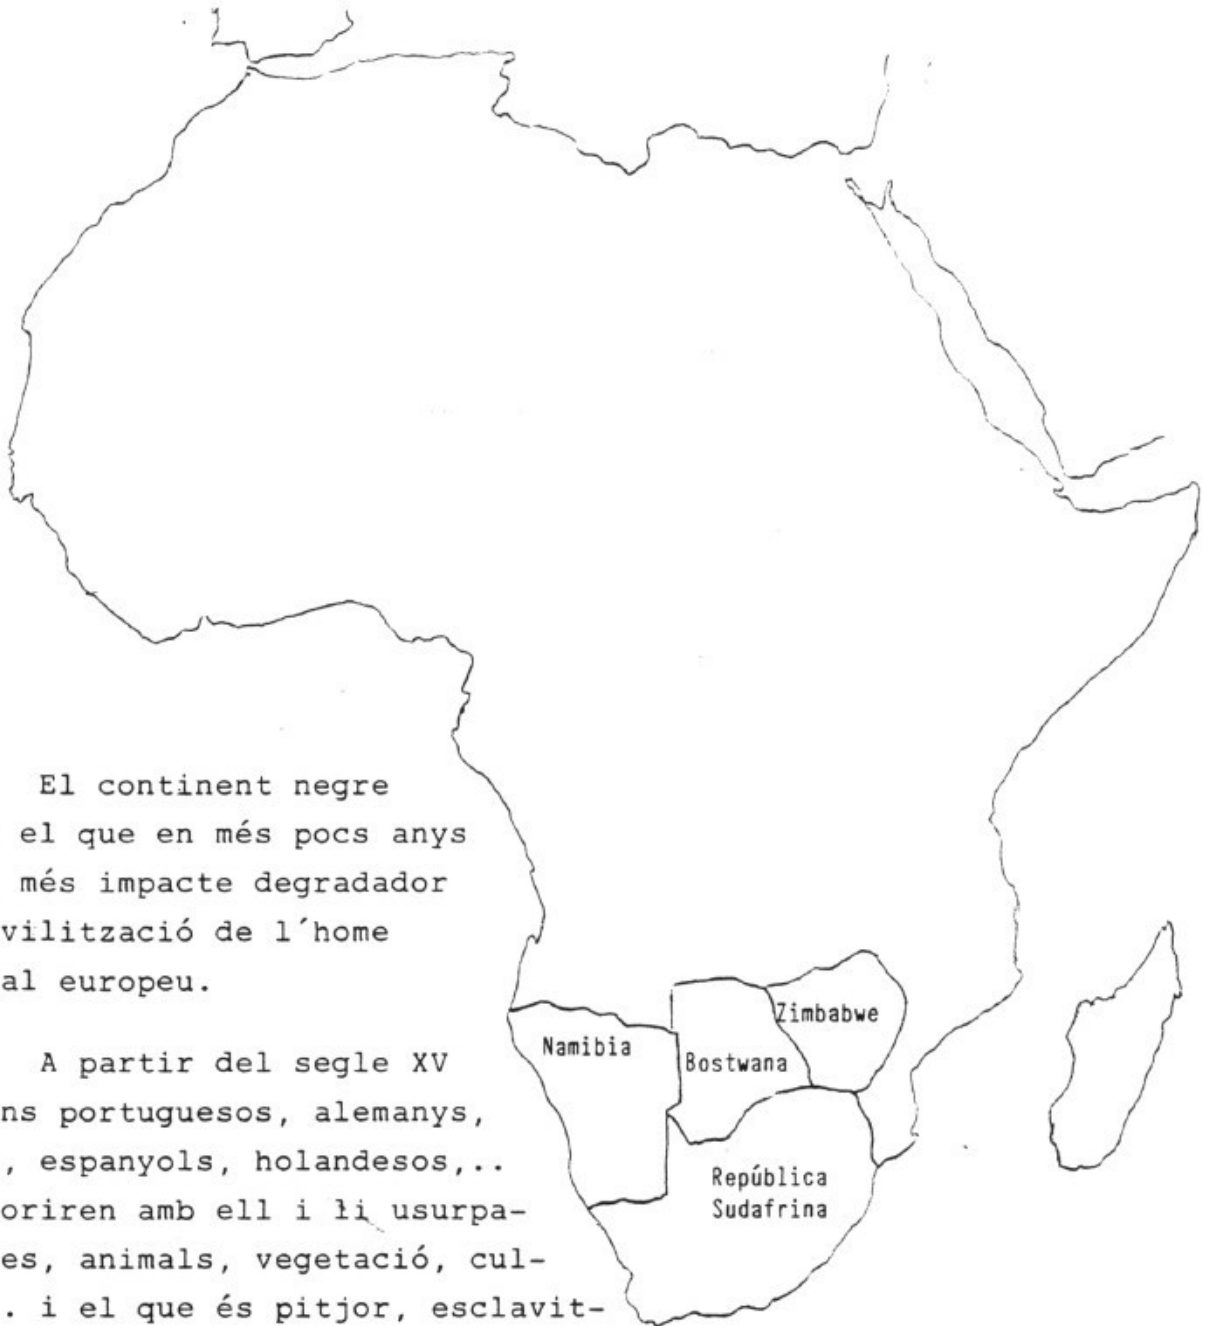 El continent negre
el que en més pocs anys
més impacte degradador
vilització de l´home
al europeu.
A partir del segle XV
ns portuguesos, alemanys,
, espanyols, holandesos,..
oriren amb ell i li usurpa-
es, animals, vegetació, cul-
. i el que és pitjor, esclavit-
Namibia
Bostwana
Zimbabwe
República
Sudafrina